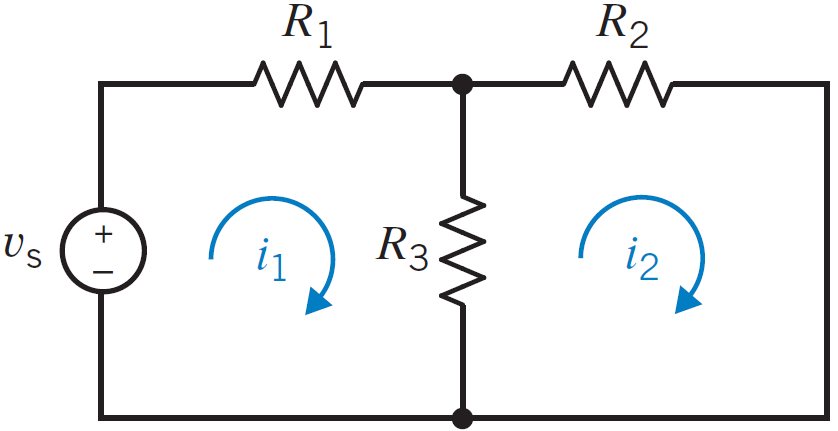 R₁
R₂
vₛ
+
−
i₁
R₃
i₂